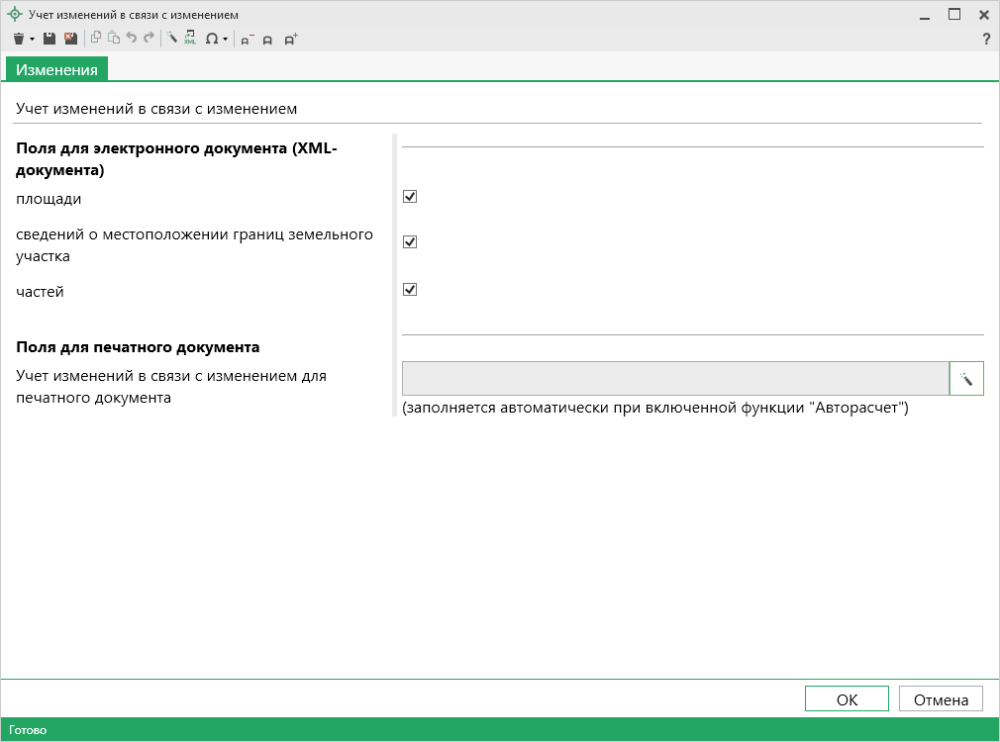 Учет изменений в связи с изменением
?
Изменения
Учет изменений в связи с изменением
Поля для электронного документа (XML-
документа)
площади
сведений о местоположении границ земельного
участка
частей
Поля для печатного документа
Учет изменений в связи с изменением для
печатного документа
(заполняется автоматически при включенной функции "Авторасчет")
ОК
Отмена
Готово